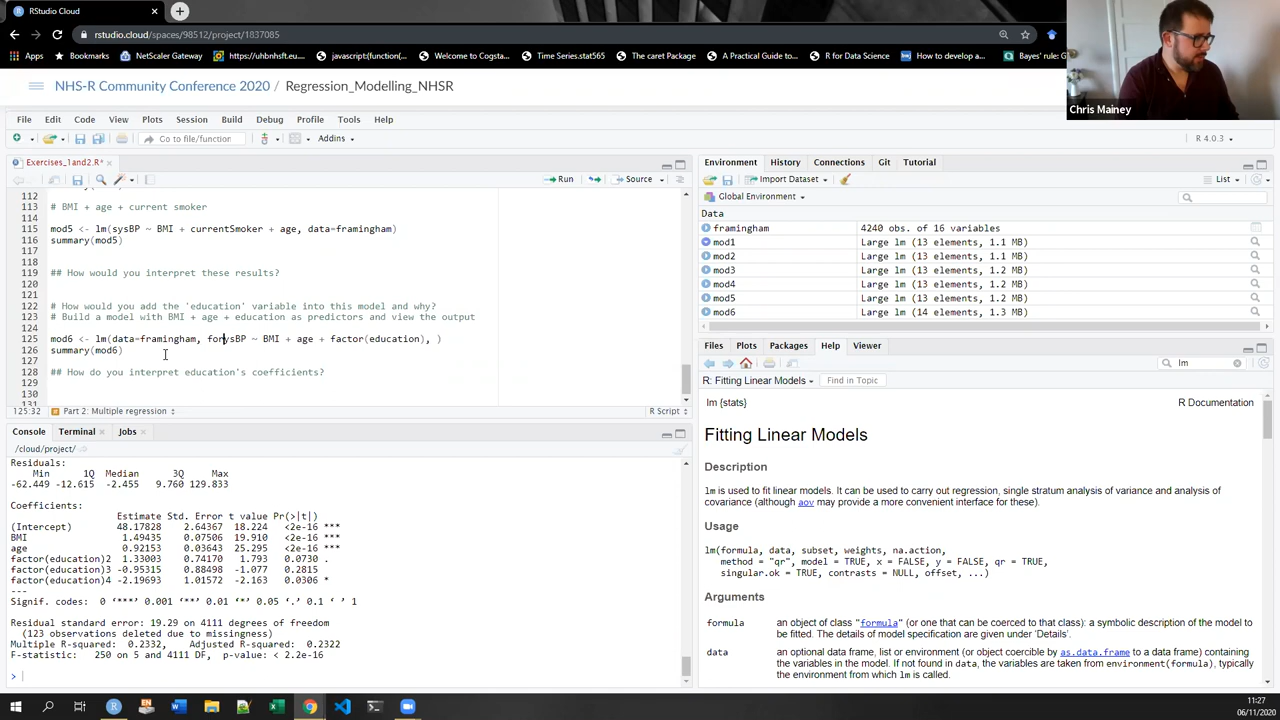 RStudio Cloud
rstudio.cloud/spaces/98512/project/1837085
Apps Bookmarks NetScaler Gateway https://uhbnhsft.eu... javascript:(function(... Welcome to Cogsta... Time Series.stat565 The caret Package A Practical Guide to... R for Data Science How to develop a... Bayes' rule: G
NHS-R Community Conference 2020 / Regression_Modelling_NHSR
Chris Mainey
File Edit Code View Plots Session Build Debug Profile Tools Help
Go to file/function Addins
R 4.0.3
Exercises_1and2.R*
Run Source
112
113 # BMI + age + current smoker
114
115 mod5 <- lm(sysBP ~ BMI + currentSmoker + age, data=framingham)
116 summary(mod5)
117
118
119 ## How would you interpret these results?
120
121
122 # How would you add the 'education' variable into this model and why?
123 # Build a model with BMI + age + education as predictors and view the output
124
125 mod6 <- lm(data=framingham, forysBP ~ BMI + age + factor(education), )
126 summary(mod6)
127
128 ## How do you interpret education's coefficients?
129
130
131
125:32 Part 2: Multiple regression R Script
Console Terminal Jobs
/cloud/project/
Residuals:
Min 1Q Median 3Q Max
-62.449 -12.615 -2.455 9.760 129.833
Coefficients:
Estimate Std. Error t value Pr(>|t|)
(Intercept) 48.17828 2.64367 18.224 <2e-16 ***
BMI 1.49435 0.07506 19.910 <2e-16 ***
age 0.92153 0.03643 25.295 <2e-16 ***
factor(education)2 1.33003 0.74170 1.793 0.0730 .
factor(education)3 -0.95315 0.88498 -1.077 0.2815
factor(education)4 -2.19693 1.01572 -2.163 0.0306 *
---
Signif. codes: 0 ‘***’ 0.001 ‘**’ 0.01 ‘*’ 0.05 ‘.’ 0.1 ‘ ’ 1
Residual standard error: 19.29 on 4111 degrees of freedom
(123 observations deleted due to missingness)
Multiple R-squared: 0.2332, Adjusted R-squared: 0.2322
F-statistic: 250 on 5 and 4111 DF, p-value: < 2.2e-16
>
Environment History Connections Git Tutorial
Import Dataset List
Global Environment
Data
framingham 4240 obs. of 16 variables
mod1 Large lm (13 elements, 1.1 MB)
mod2 Large lm (13 elements, 1.1 MB)
mod3 Large lm (13 elements, 1.2 MB)
mod4 Large lm (13 elements, 1.2 MB)
mod5 Large lm (13 elements, 1.2 MB)
mod6 Large lm (14 elements, 1.3 MB)
Files Plots Packages Help Viewer
lm
R: Fitting Linear Models Find in Topic
lm {stats} R Documentation
Fitting Linear Models
Description
lm is used to fit linear models. It can be used to carry out regression, single stratum analysis of variance and analysis of
covariance (although aov may provide a more convenient interface for these).
Usage
lm(formula, data, subset, weights, na.action,
method = "qr", model = TRUE, x = FALSE, y = FALSE, qr = TRUE,
singular.ok = TRUE, contrasts = NULL, offset, ...)
Arguments
formula an object of class "formula" (or one that can be coerced to that class): a symbolic description of the model to
be fitted. The details of model specification are given under ‘Details’.
data an optional data frame, list or environment (or object coercible by as.data.frame to a data frame) containing
the variables in the model. If not found in data, the variables are taken from environment(formula), typically
the environment from which lm is called.
11:27
06/11/2020